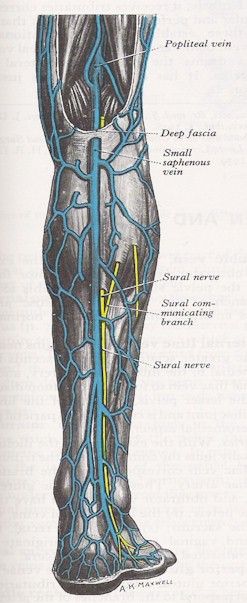 Popliteal vein
Deep fascia
Small
saphenous
vein
Sural nerve
Sural com-
municating
branch
Sural nerve
A.K. MAXWELL